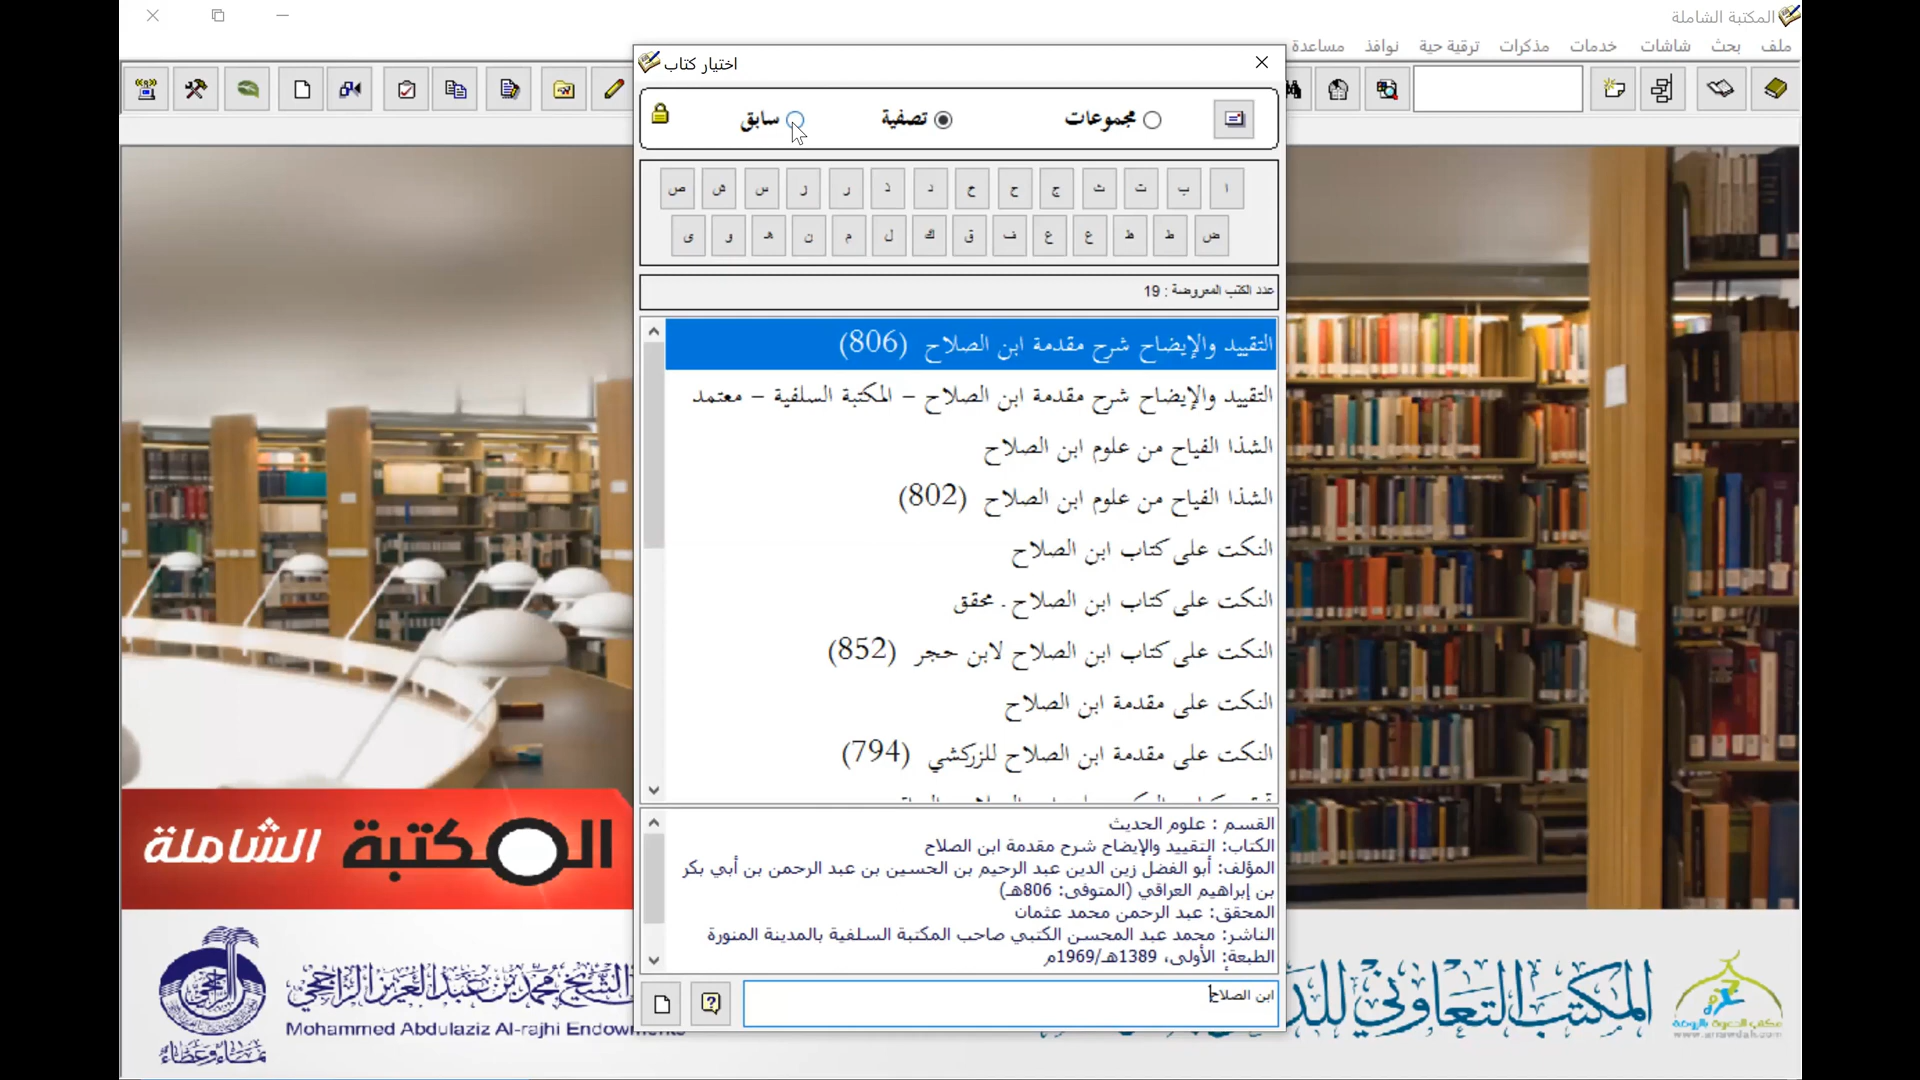 المكتبة الشاملة
ملف بحث شاشات خدمات مذكرات ترقية حية نوافذ مساعدة
اختيار كتاب
مجموعات تصفية سابق
ا ب ت ث ج ح خ د ذ ر ز س ش ص
ض ط ظ ع غ ف ق ك ل م ن هـ و ى
عدد الكتب المعروضة : 19
التقييد والإيضاح شرح مقدمة ابن الصلاح (806)
التقييد والإيضاح شرح مقدمة ابن الصلاح – المكتبة السلفية – معتمد
الشذا الفياح من علوم ابن الصلاح
الشذا الفياح من علوم ابن الصلاح (802)
النكت على كتاب ابن الصلاح
النكت على كتاب ابن الصلاح . محقق
النكت على كتاب ابن الصلاح لابن حجر (852)
النكت على مقدمة ابن الصلاح
النكت على مقدمة ابن الصلاح للزركشي (794)
القسم : علوم الحديث
الكتاب: التقييد والإيضاح شرح مقدمة ابن الصلاح
المؤلف: أبو الفضل زين الدين عبد الرحيم بن الحسين بن عبد الرحمن بن أبي بكر
بن إبراهيم العراقي (المتوفى: 806هـ)
المحقق: عبد الرحمن محمد عثمان
الناشر: محمد عبد المحسن الكتبي صاحب المكتبة السلفية بالمدينة المنورة
الطبعة: الأولى، 1389هـ/1969م
ابن الصلاح
المكتبة الشاملة
الشيخ محمد بن عبد العزيز الراجحي
Mohammed Abdulaziz Al-rajhi Endowme
نماء وعطاء
المكتب التعاوني للد
مكتب الدعوة بالروضة